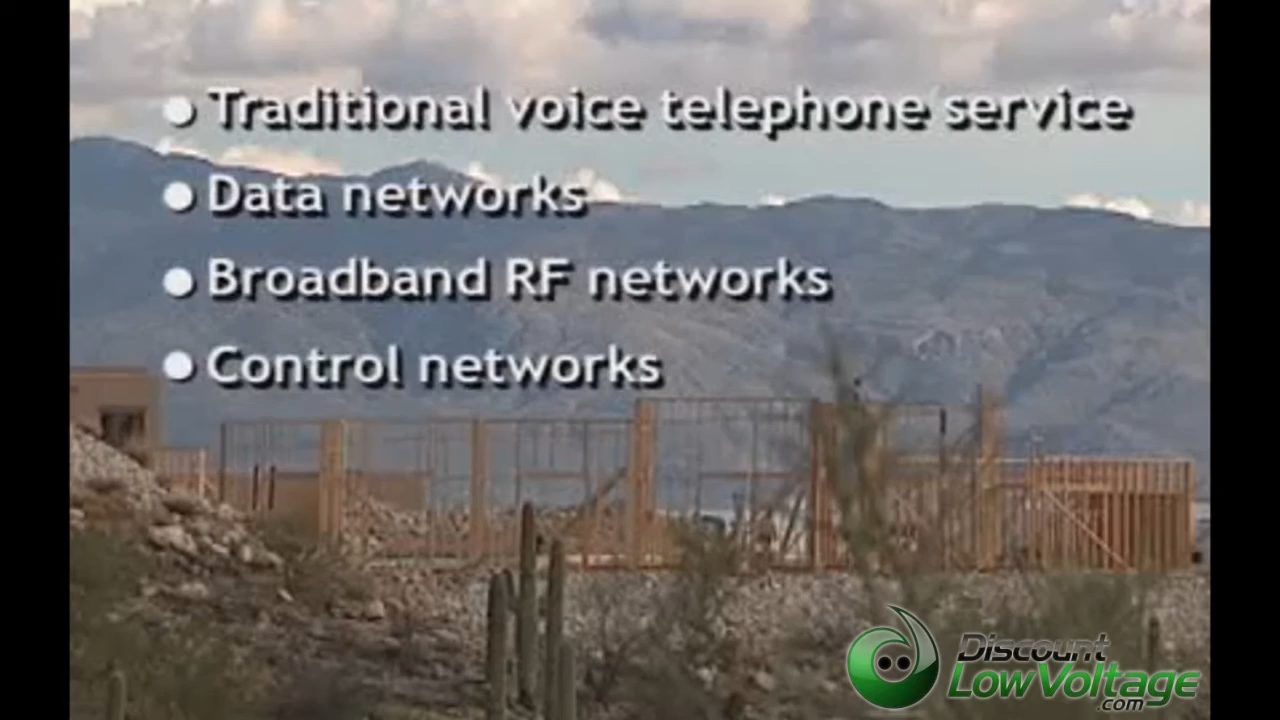 • Traditional voice telephone service
• Data networks
• Broadband RF networks
• Control networks
Discount
LowVoltage
.com